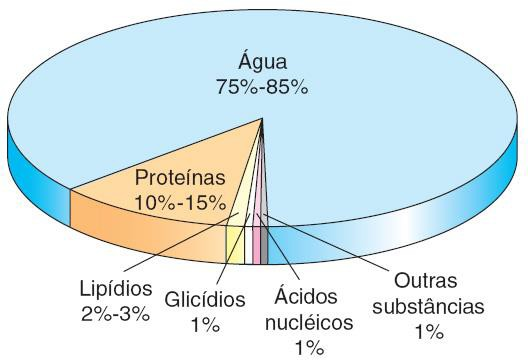 Água
75%-85%
Proteínas
10%-15%
Lipídios
2%-3%
Glicídios
1%
Ácidos
nucléicos
1%
Outras
substâncias
1%